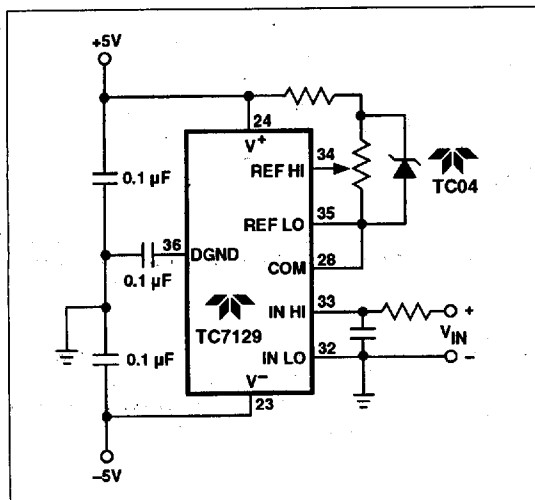 +5V
24
V+
34
REF HI
TC04
0.1 µF
35
REF LO
36
DGND
28
COM
0.1 µF
33
IN HI
+
VIN
TC7129
32
IN LO
−
0.1 µF
V−
23
−5V